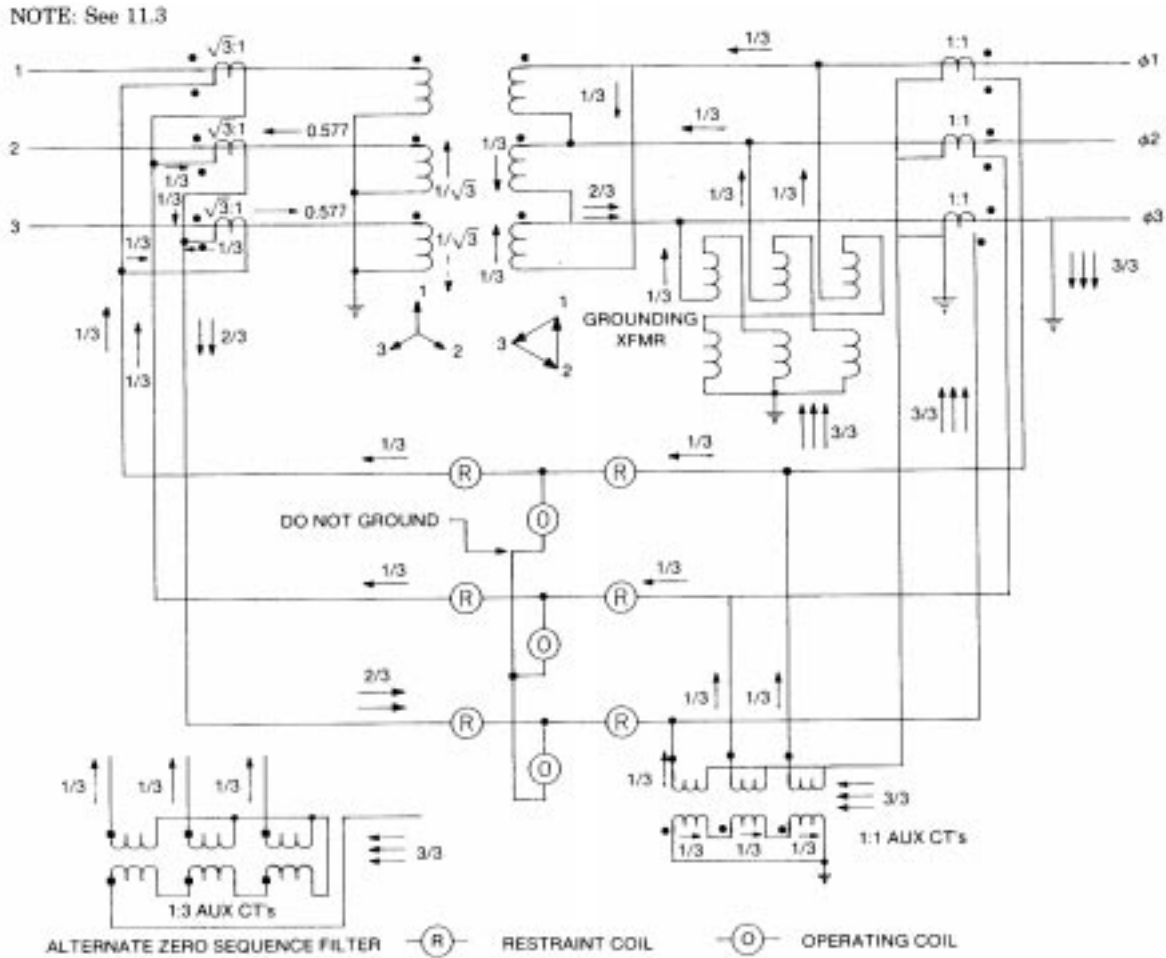 NOTE: See 11.3
√3:1
1/3
1:1
1
ϕ1
1/3
1/3
√3:1
0.577
1/3
2
ϕ2
1/3
1/3
1/3
1/√3
1/3
1/3
2/3
√3:1
1:1
3
0.577
ϕ3
1/3
1/3
1/√3
1/3
1/3
3/3
1
1
GROUNDING
XFMR
1/3
2/3
3
2
3
2
1/3
3/3
3/3
1/3
1/3
R
R
DO NOT GROUND
O
1/3
1/3
R
R
O
2/3
1/3
1/3
R
R
1/3
1/3
1/3
O
1/3
3/3
3/3
1/3
1/3
1/3
1:1 AUX CT's
1:3 AUX CT's
ALTERNATE ZERO SEQUENCE FILTER
R
RESTRAINT COIL
O
OPERATING COIL